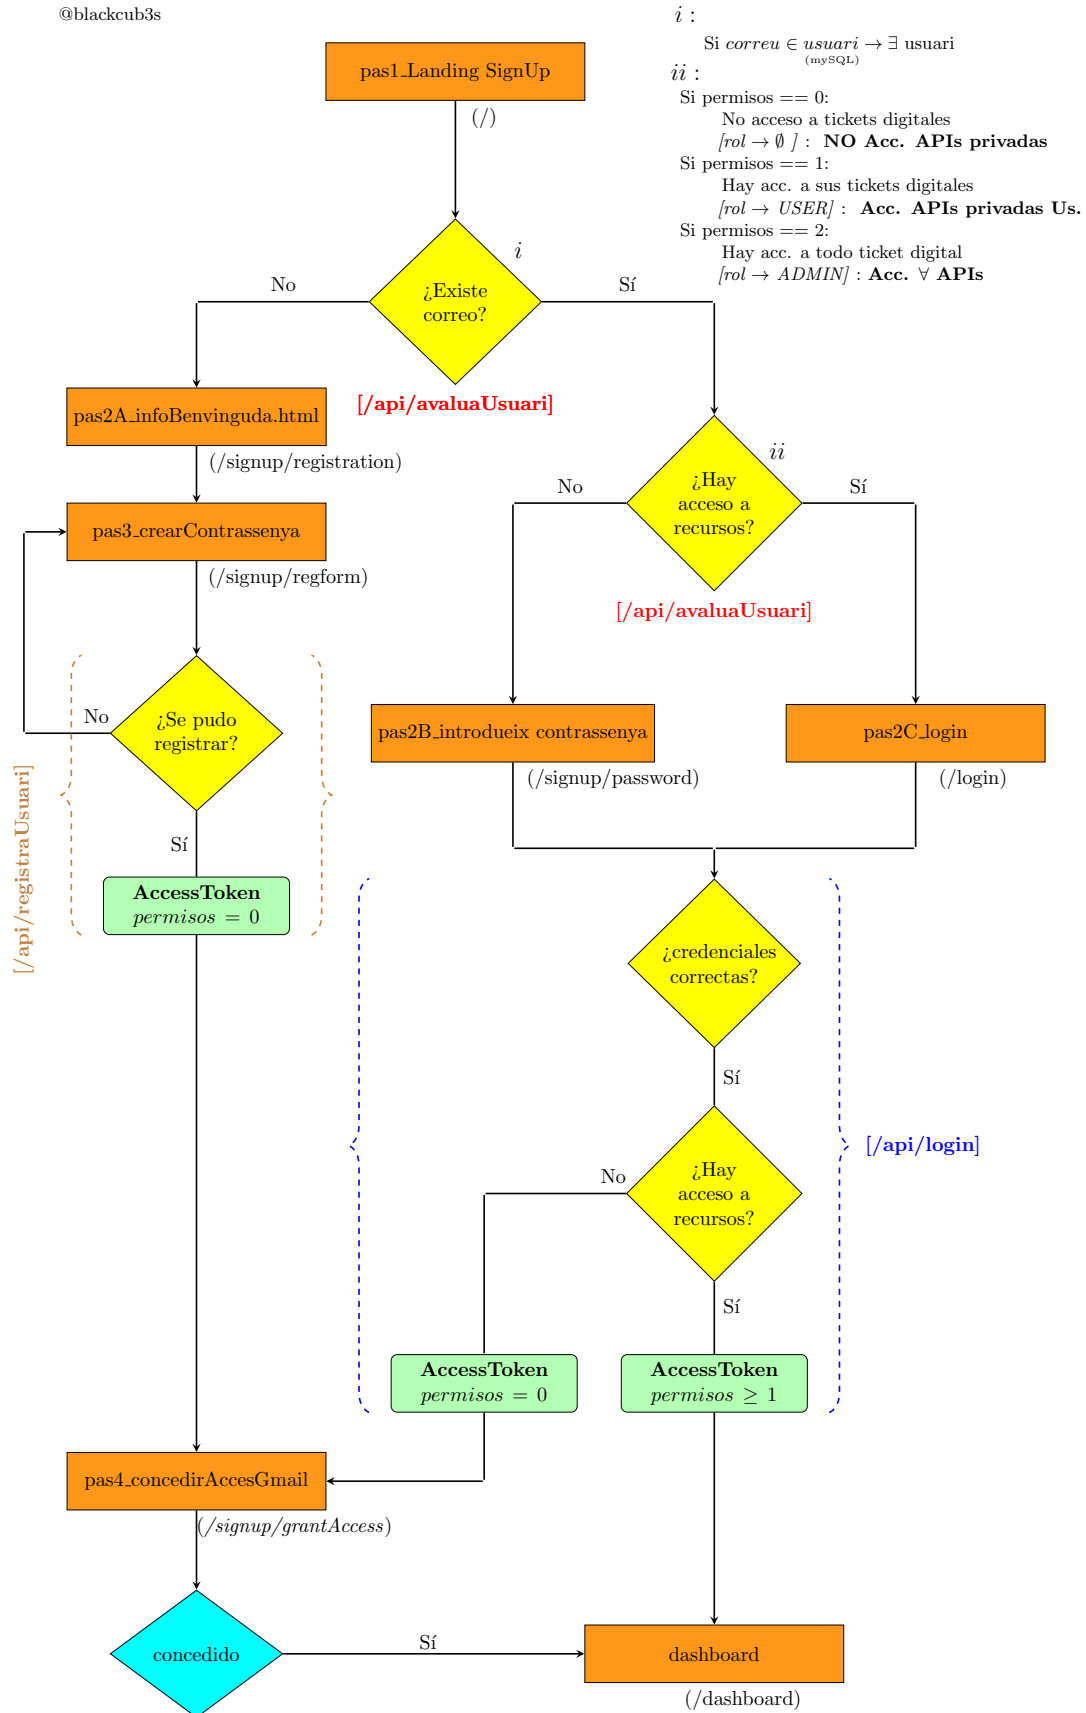 @blackcub3s
i :
Si correu ∈ usuari → ∃ usuari
(mySQL)
ii :
Si permisos == 0:
No acceso a tickets digitales
[rol → ∅ ] : NO Acc. APIs privadas
Si permisos == 1:
Hay acc. a sus tickets digitales
[rol → USER] : Acc. APIs privadas Us.
Si permisos == 2:
Hay acc. a todo ticket digital
[rol → ADMIN] : Acc. ∀ APIs
pas1_Landing SignUp
(/)
i
¿Existe
correo?
No
Sí
[/api/avaluaUsuari]
pas2A_infoBenvinguda.html
(/signup/registration)
pas3_crearContrassenya
(/signup/regform)
ii
¿Hay
acceso a
recursos?
No
Sí
[/api/avaluaUsuari]
¿Se pudo
registrar?
No
Sí
[/api/registraUsuari]
AccessToken
permisos = 0
pas2B_introdueix contrassenya
(/signup/password)
pas2C_login
(/login)
¿credenciales
correctas?
Sí
[/api/login]
¿Hay
acceso a
recursos?
No
Sí
AccessToken
permisos = 0
AccessToken
permisos ≥ 1
pas4_concedirAccesGmail
(/signup/grantAccess)
concedido
Sí
dashboard
(/dashboard)